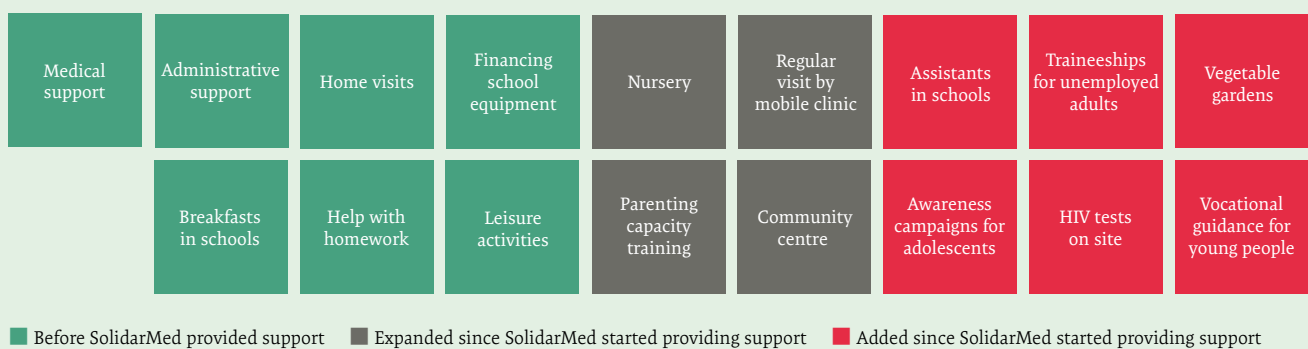 Medical
support
Administrative
support
Home visits
Financing
school
equipment
Nursery
Regular
visit by
mobile clinic
Assistants
in schools
Traineeships
for unemployed
adults
Vegetable
gardens
Breakfasts
in schools
Help with
homework
Leisure
activities
Parenting
capacity
training
Community
centre
Awareness
campaigns for
adolescents
HIV tests
on site
Vocational
guidance for
young people
Before SolidarMed provided support
Expanded since SolidarMed started providing support
Added since SolidarMed started providing support